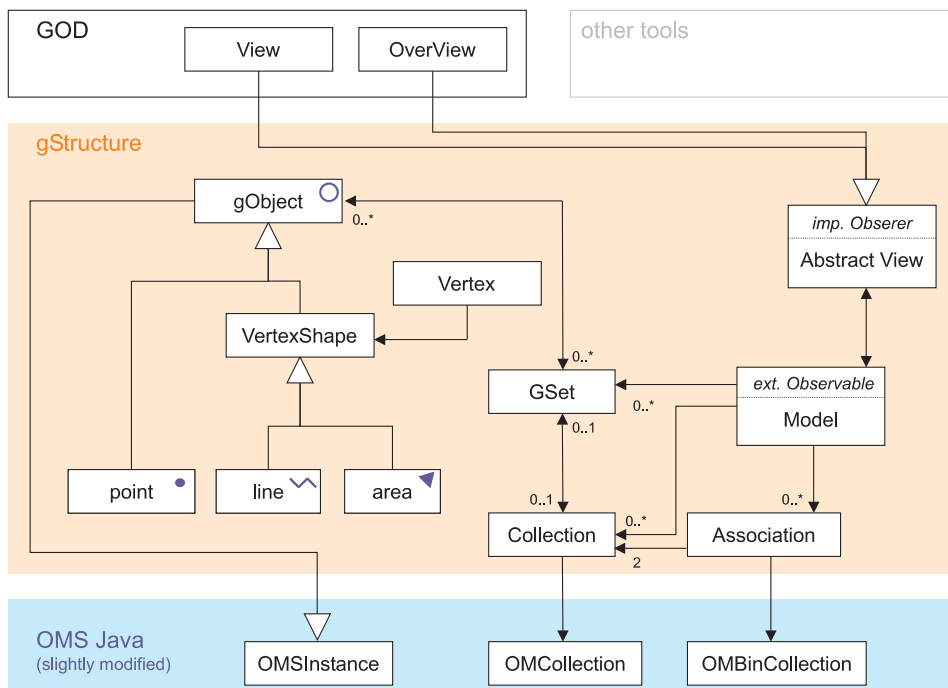 GOD
View
OverView
other tools
gStructure
gObject
0..*
imp. Obserer
Abstract View
Vertex
VertexShape
0..*
GSet
0..*
ext. Observable
Model
0..1
point
line
area
0..1
0..*
0..*
Collection
2
Association
OMS Java
(slightly modified)
OMSInstance
OMCollection
OMBinCollection